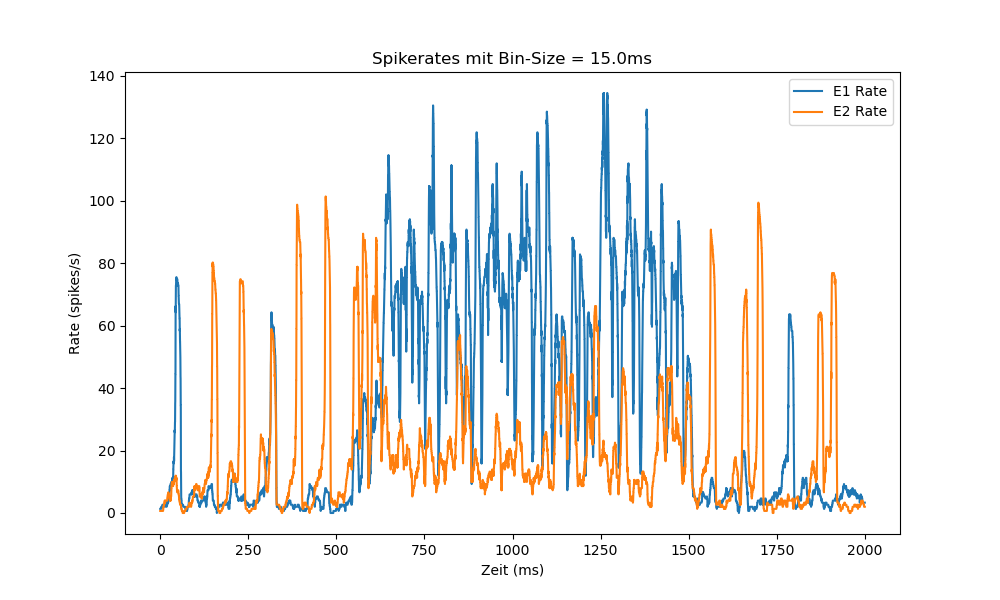 Spikerates mit Bin-Size = 15.0ms
E1 Rate
E2 Rate
140
120
100
80
60
40
20
0
Rate (spikes/s)
0 250 500 750 1000 1250 1500 1750 2000
Zeit (ms)